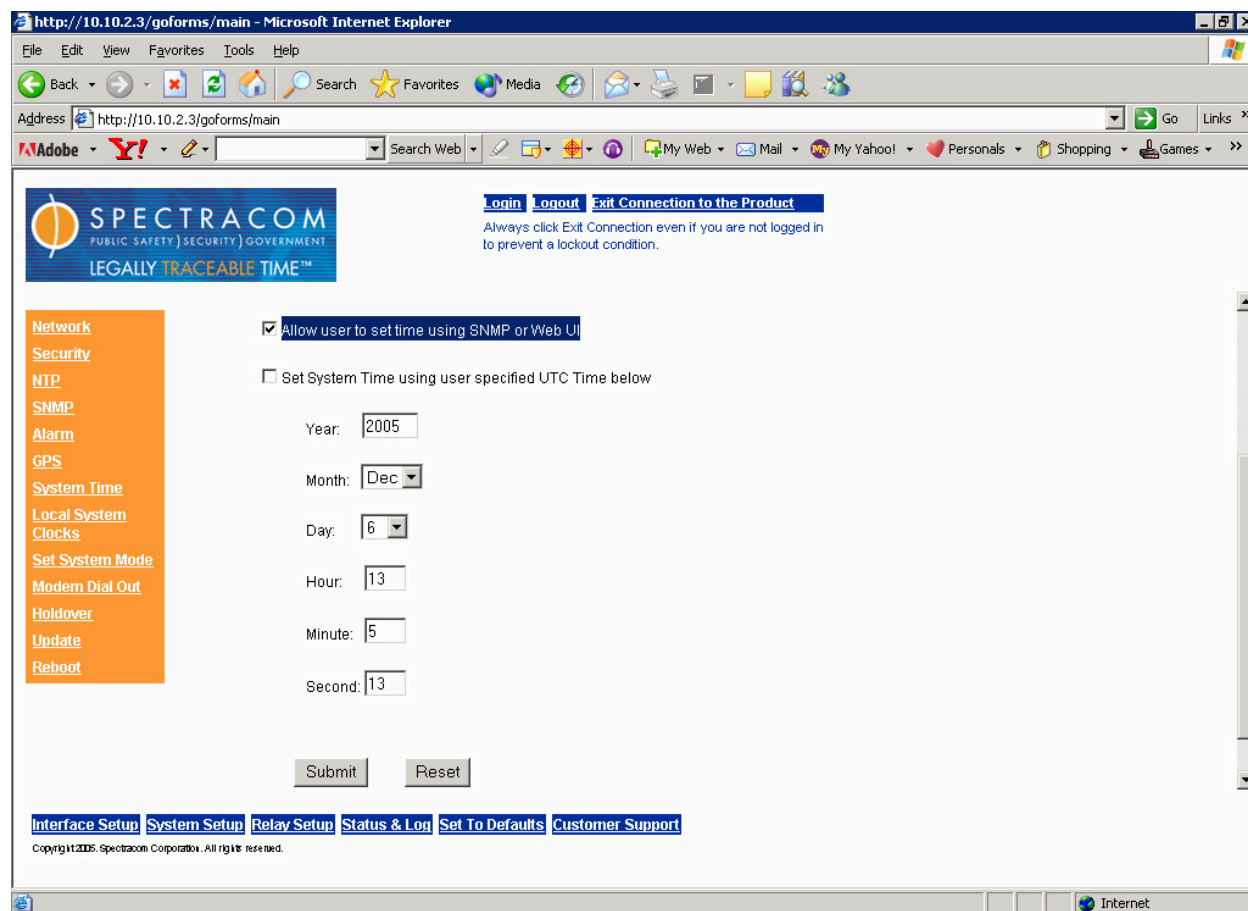 http://10.10.2.3/goforms/main - Microsoft Internet Explorer
File Edit View Favorites Tools Help
Back Search Favorites Media
Address http://10.10.2.3/goforms/main Go Links »
Adobe Y! Search Web My Web Mail My Yahoo! Personals Shopping Games »
SPECTRACOM
PUBLIC SAFETY ) SECURITY ) GOVERNMENT
LEGALLY TRACEABLE TIME™
Login Logout Exit Connection to the Product
Always click Exit Connection even if you are not logged in
to prevent a lockout condition.
Network
Security
NTP
SNMP
Alarm
GPS
System Time
Local System
Clocks
Set System Mode
Modem Dial Out
Holdover
Update
Reboot
Allow user to set time using SNMP or Web UI
Set System Time using user specified UTC Time below
Year: 2005
Month: Dec
Day: 6
Hour: 13
Minute: 5
Second: 13
Submit Reset
Interface Setup System Setup Relay Setup Status & Log Set To Defaults Customer Support
Copyright 2005. Spectracom Corporation. All rights reserved.
Internet